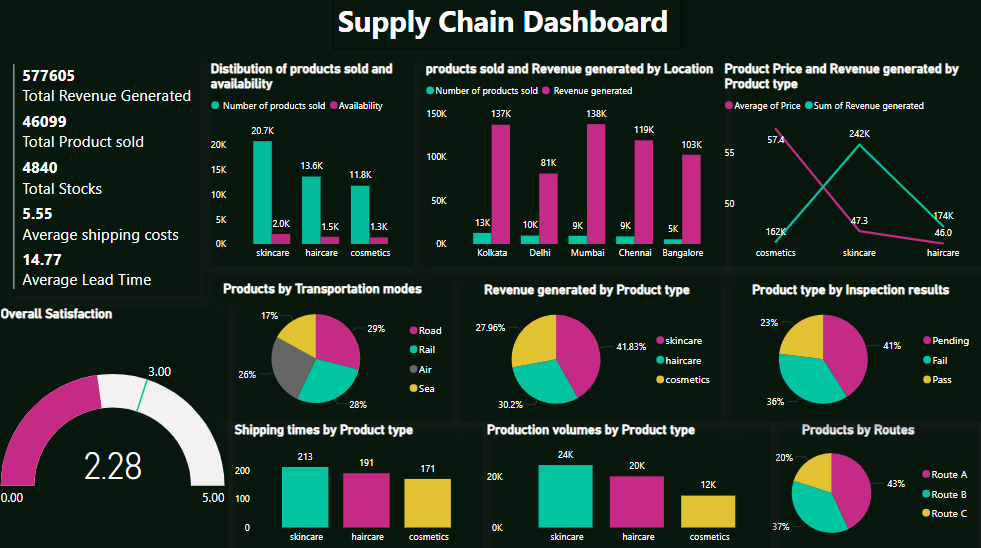 Supply Chain Dashboard
577605
Total Revenue Generated
46099
Total Product sold
4840
Total Stocks
5.55
Average shipping costs
14.77
Average Lead Time
Distibution of products sold and
availability
Number of products sold Availability
20K
15K
10K
5K
0K
20.7K
2.0K
13.6K
1.5K
11.8K
1.3K
skincare haircare cosmetics
products sold and Revenue generated by Location
Number of products sold Revenue generated
150K
100K
50K
0K
13K
137K
10K
81K
9K
138K
9K
119K
5K
103K
Kolkata Delhi Mumbai Chennai Bangalore
Product Price and Revenue generated by
Product type
Average of Price Sum of Revenue generated
55
50
57.4
47.3
46.0
162K
242K
174K
cosmetics skincare haircare
Overall Satisfaction
3.00
2.28
0.00
5.00
Products by Transportation modes
17%
29%
26%
28%
Road
Rail
Air
Sea
Revenue generated by Product type
27.96%
41.83%
30.2%
skincare
haircare
cosmetics
Product type by Inspection results
23%
41%
36%
Pending
Fail
Pass
Shipping times by Product type
200
100
0
213
191
171
skincare haircare cosmetics
Production volumes by Product type
20K
0K
24K
20K
12K
skincare haircare cosmetics
Products by Routes
20%
43%
37%
Route A
Route B
Route C